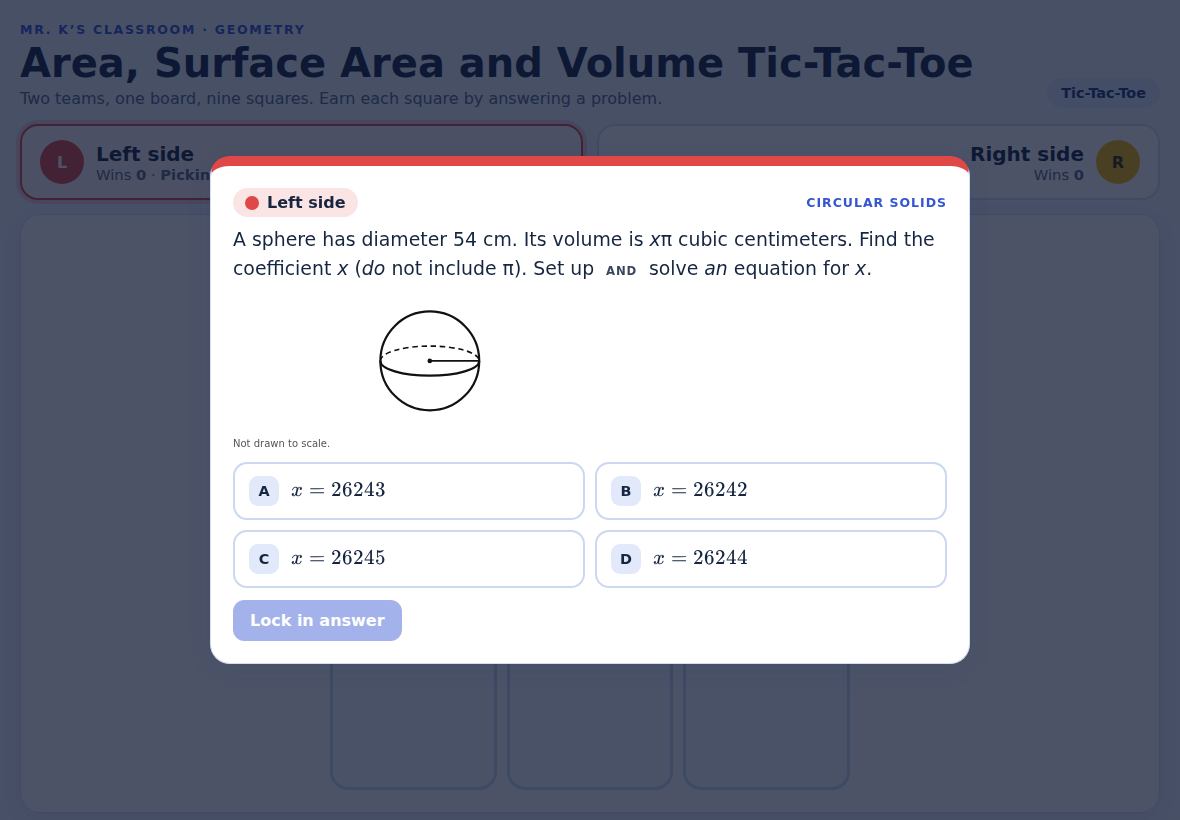 MR. K'S CLASSROOM · GEOMETRY
Area, Surface Area and Volume Tic-Tac-Toe
Two teams, one board, nine squares. Earn each square by answering a problem.
Tic-Tac-Toe
L
Left side
Wins 0 · Pickin
Right side
Wins 0
R
Left side
CIRCULAR SOLIDS
A sphere has diameter 54 cm. Its volume is xπ cubic centimeters. Find the
coefficient x (do not include π). Set up AND solve an equation for x.
Not drawn to scale.
A x = 26243
B x = 26242
C x = 26245
D x = 26244
Lock in answer